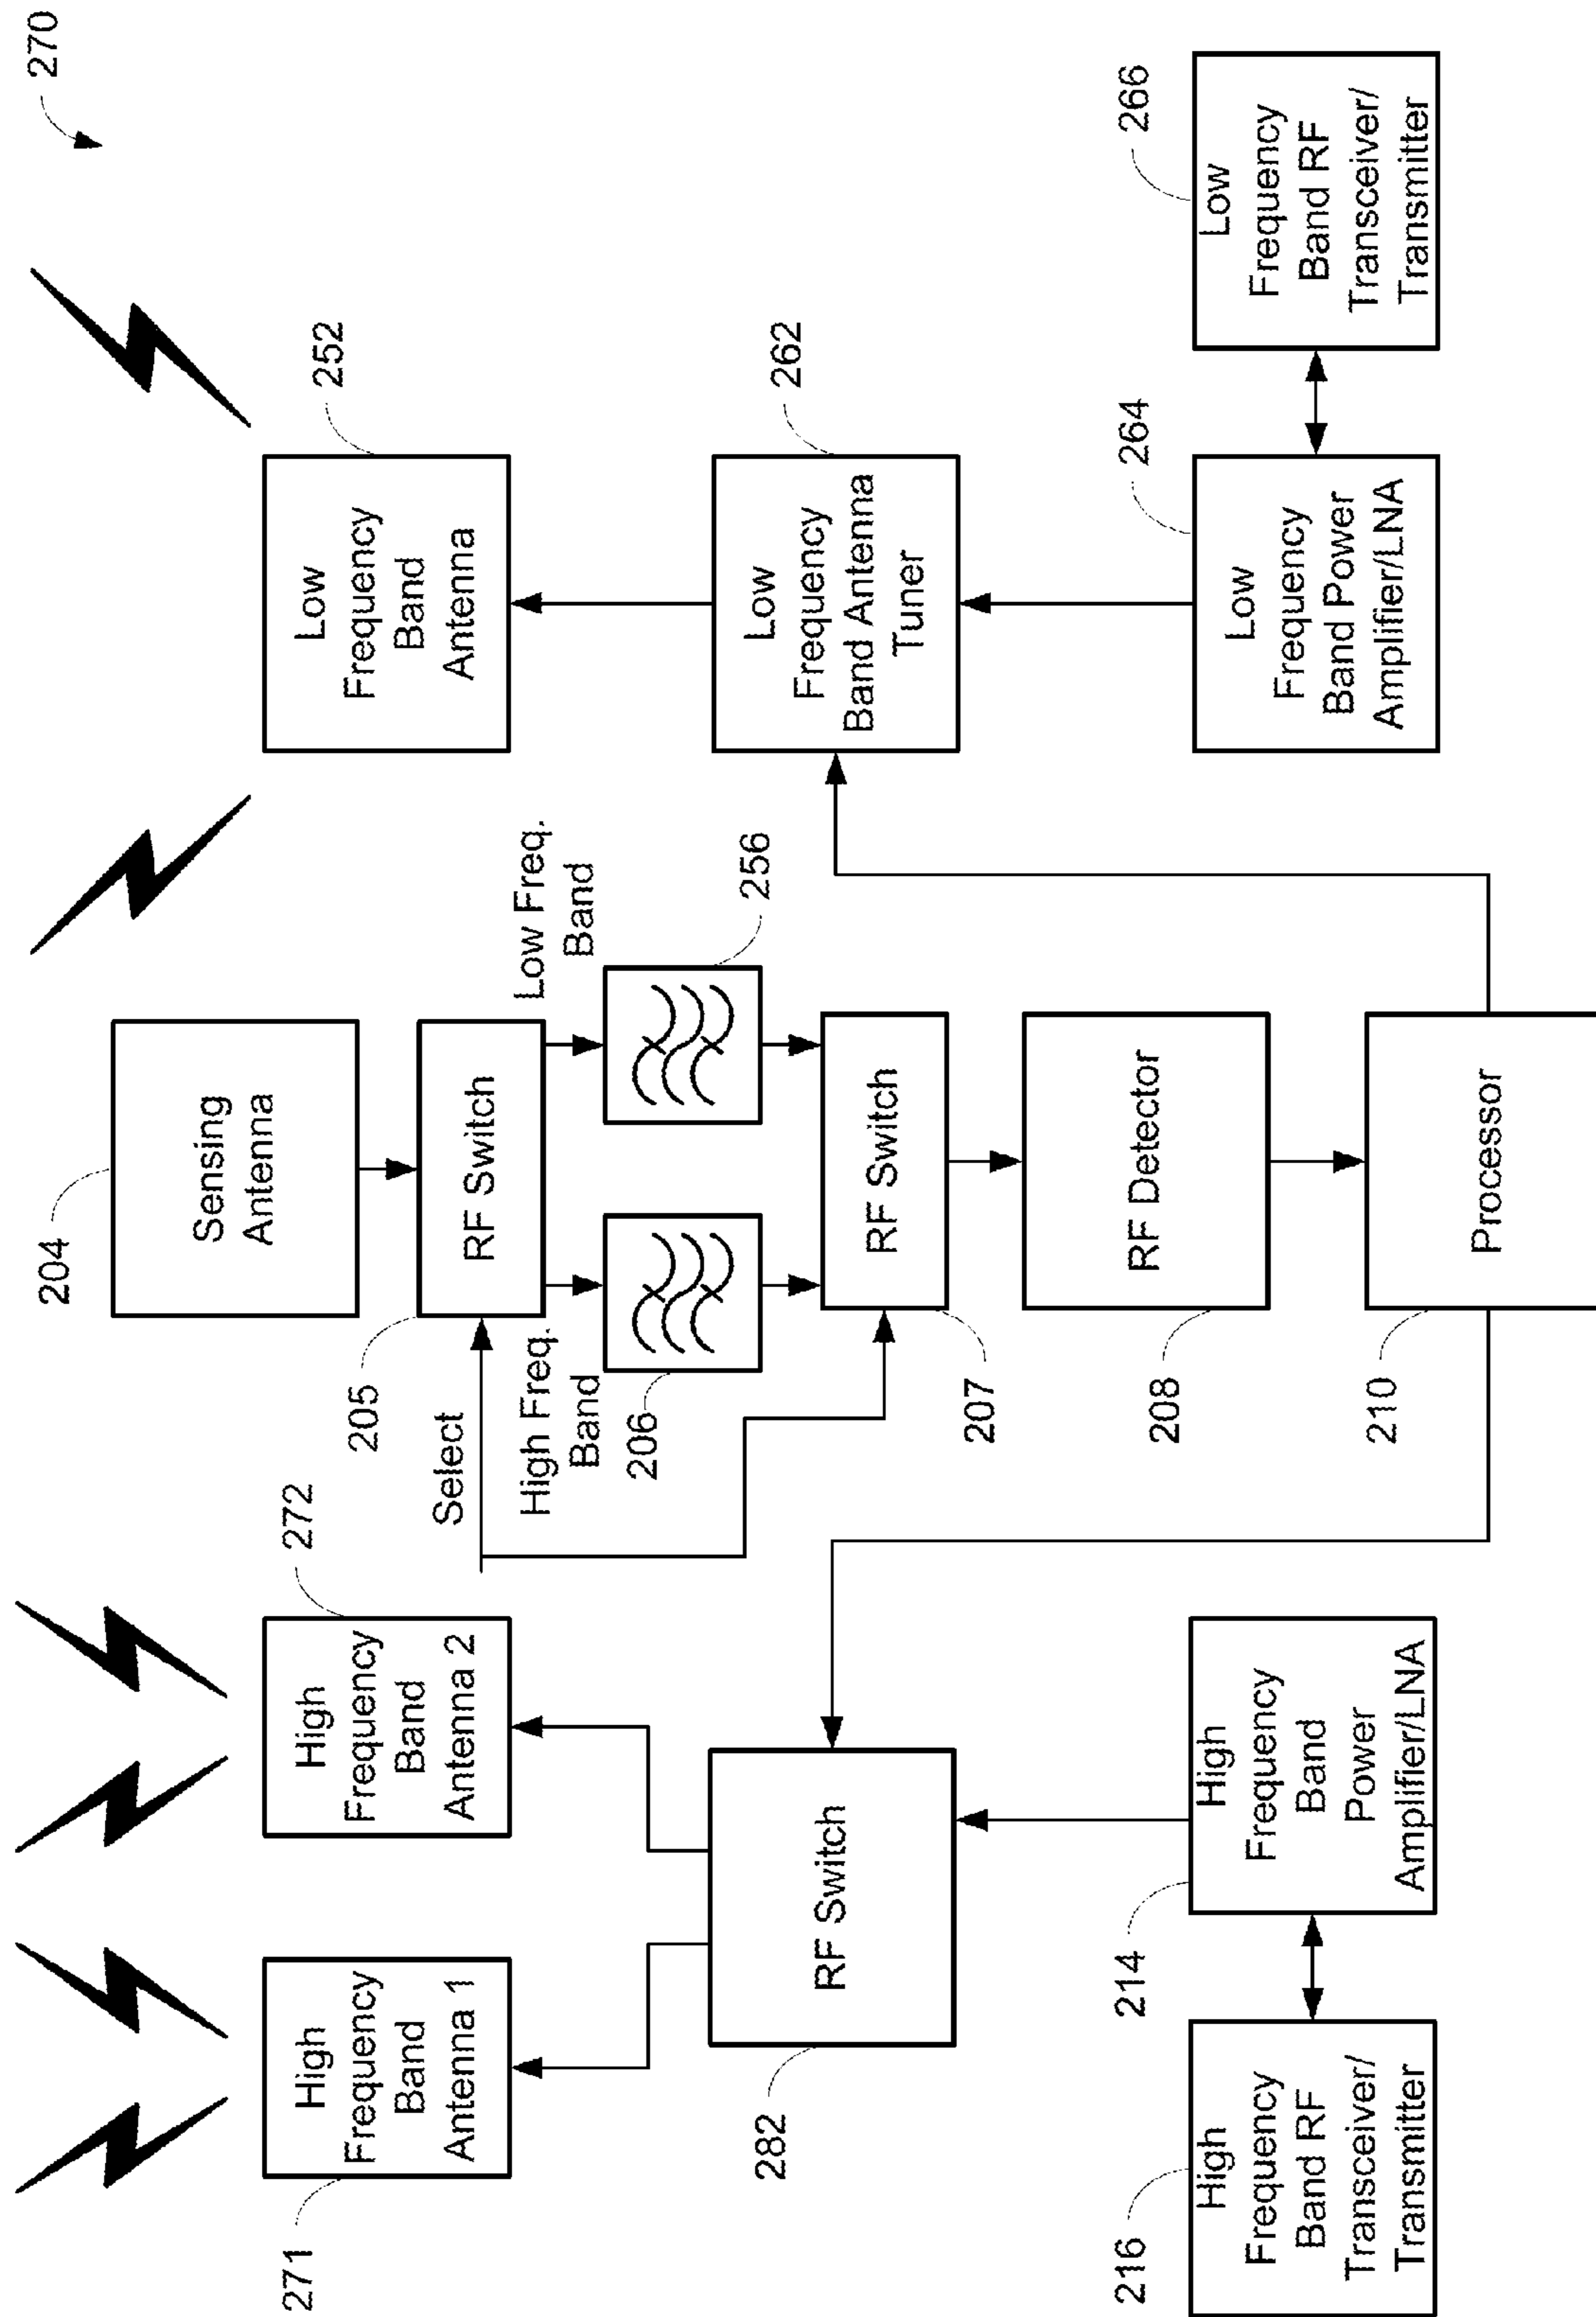 270
204
Sensing
Antenna
271
High
Frequency
Band
Antenna 1
272
High
Frequency
Band
Antenna 2
252
Low
Frequency
Band
Antenna
205
RF Switch
Select
High Freq.
Band
Low Freq.
Band
206
256
207
RF Switch
282
RF Switch
262
Low
Frequency
Band Antenna
Tuner
208
RF Detector
216
High
Frequency
Band RF
Transceiver/
Transmitter
214
High
Frequency
Band
Power
Amplifier/LNA
210
Processor
264
Low
Frequency
Band Power
Amplifier/LNA
266
Low
Frequency
Band RF
Transceiver/
Transmitter